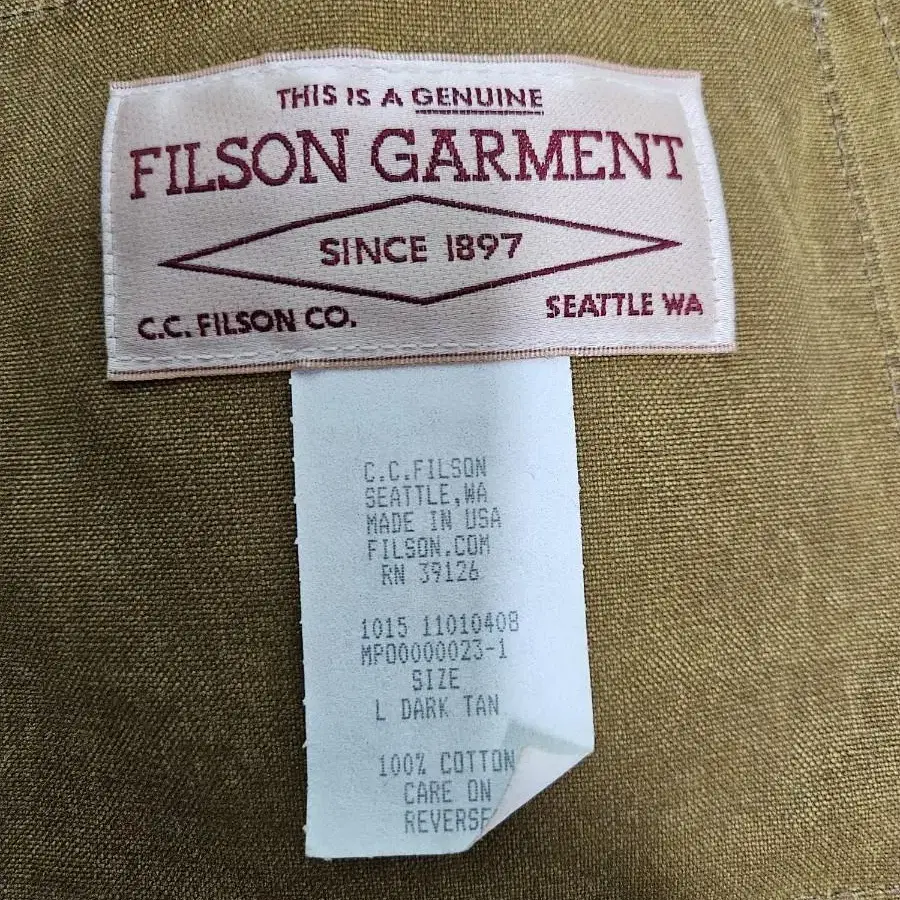 THIS IS A GENUINE
FILSON GARMENT
SINCE 1897
C.C. FILSON CO. SEATTLE WA
C.C.FILSON
SEATTLE,WA
MADE IN USA
FILSON.COM
RN 39126
1015 11010408
MP00000023-1
SIZE
L DARK TAN
100% COTTON
CARE ON
REVERSE